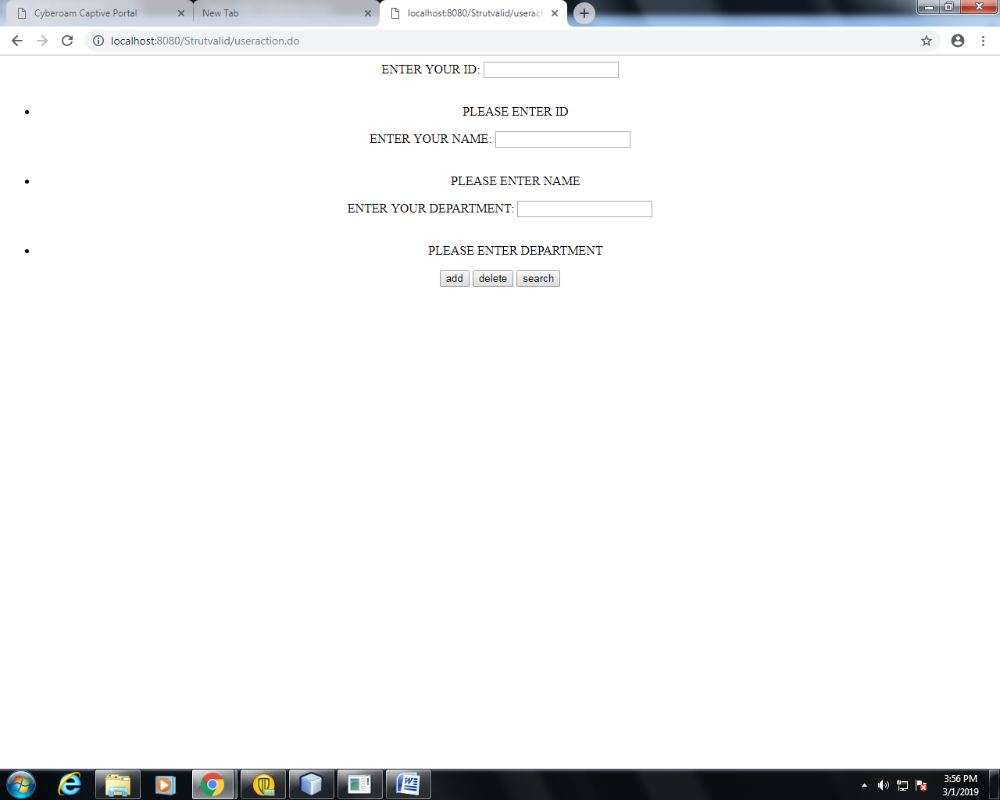 Cyberoam Captive Portal
New Tab
localhost:8080/Strutvalid/useract
localhost:8080/Strutvalid/useraction.do
ENTER YOUR ID:
PLEASE ENTER ID
ENTER YOUR NAME:
PLEASE ENTER NAME
ENTER YOUR DEPARTMENT:
PLEASE ENTER DEPARTMENT
add delete search
3:56 PM
3/1/2019